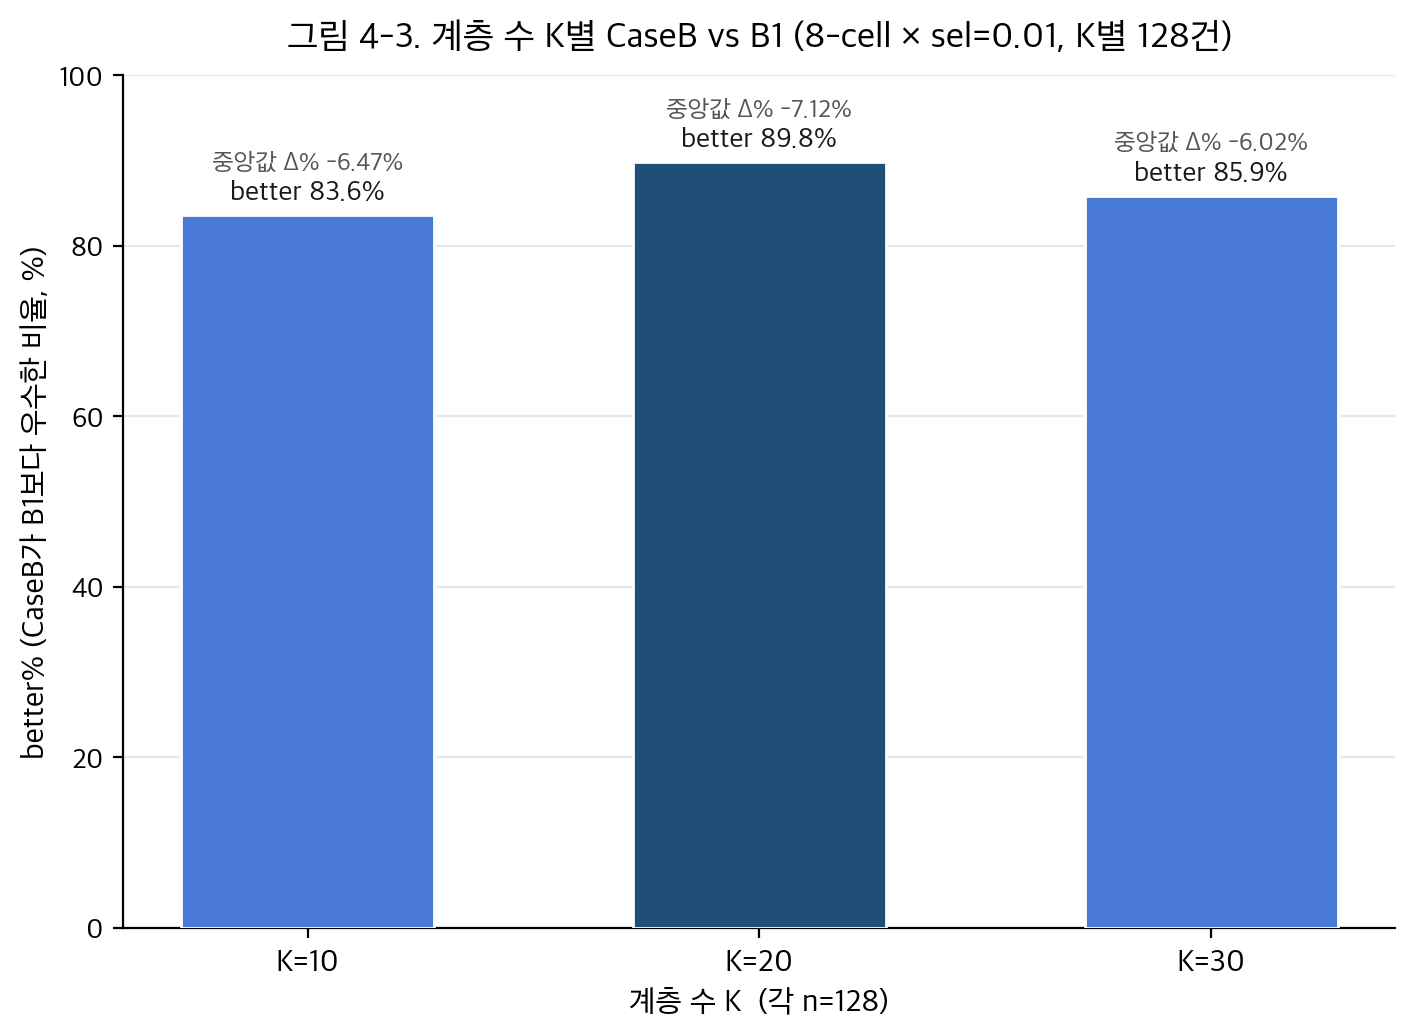 그림 4-3. 계층 수 K별 CaseB vs B1 (8-cell × sel=0.01, K별 128건)
better% (CaseB가 B1보다 우수한 비율, %)
100
80
60
40
20
0
중앙값 Δ% -6.47%
better 83.6%
중앙값 Δ% -7.12%
better 89.8%
중앙값 Δ% -6.02%
better 85.9%
K=10
K=20
K=30
계층 수 K (각 n=128)